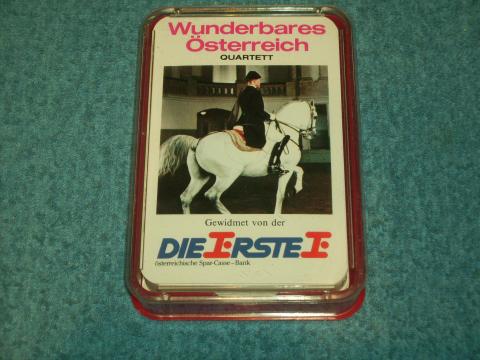 Wunderbares
Österreich
QUARTETT
Gewidmet von der
DIE ERSTE E
österreichische Spar-Casse-Bank